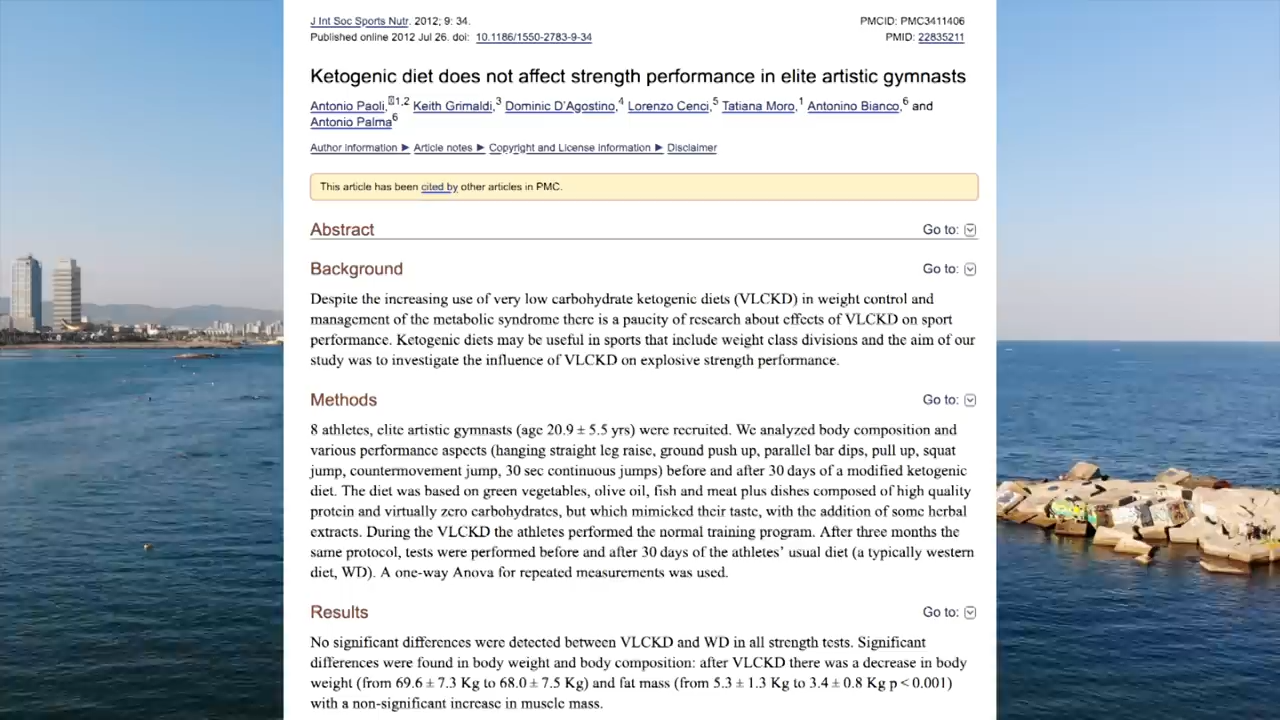 J Int Soc Sports Nutr. 2012; 9: 34.
PMCID: PMC3411406
Published online 2012 Jul 26. doi: 10.1186/1550-2783-9-34
PMID: 22835211
Ketogenic diet does not affect strength performance in elite artistic gymnasts
Antonio Paoli,1,2 Keith Grimaldi,3 Dominic D'Agostino,4 Lorenzo Cenci,5 Tatiana Moro,1 Antonino Bianco,6 and
Antonio Palma6
Author information ► Article notes ► Copyright and License information ► Disclaimer
This article has been cited by other articles in PMC.
Abstract Go to:
Background Go to:
Despite the increasing use of very low carbohydrate ketogenic diets (VLCKD) in weight control and
management of the metabolic syndrome there is a paucity of research about effects of VLCKD on sport
performance. Ketogenic diets may be useful in sports that include weight class divisions and the aim of our
study was to investigate the influence of VLCKD on explosive strength performance.
Methods Go to:
8 athletes, elite artistic gymnasts (age 20.9 ± 5.5 yrs) were recruited. We analyzed body composition and
various performance aspects (hanging straight leg raise, ground push up, parallel bar dips, pull up, squat
jump, countermovement jump, 30 sec continuous jumps) before and after 30 days of a modified ketogenic
diet. The diet was based on green vegetables, olive oil, fish and meat plus dishes composed of high quality
protein and virtually zero carbohydrates, but which mimicked their taste, with the addition of some herbal
extracts. During the VLCKD the athletes performed the normal training program. After three months the
same protocol, tests were performed before and after 30 days of the athletes' usual diet (a typically western
diet, WD). A one-way Anova for repeated measurements was used.
Results Go to:
No significant differences were detected between VLCKD and WD in all strength tests. Significant
differences were found in body weight and body composition: after VLCKD there was a decrease in body
weight (from 69.6 ± 7.3 Kg to 68.0 ± 7.5 Kg) and fat mass (from 5.3 ± 1.3 Kg to 3.4 ± 0.8 Kg p < 0.001)
with a non-significant increase in muscle mass.